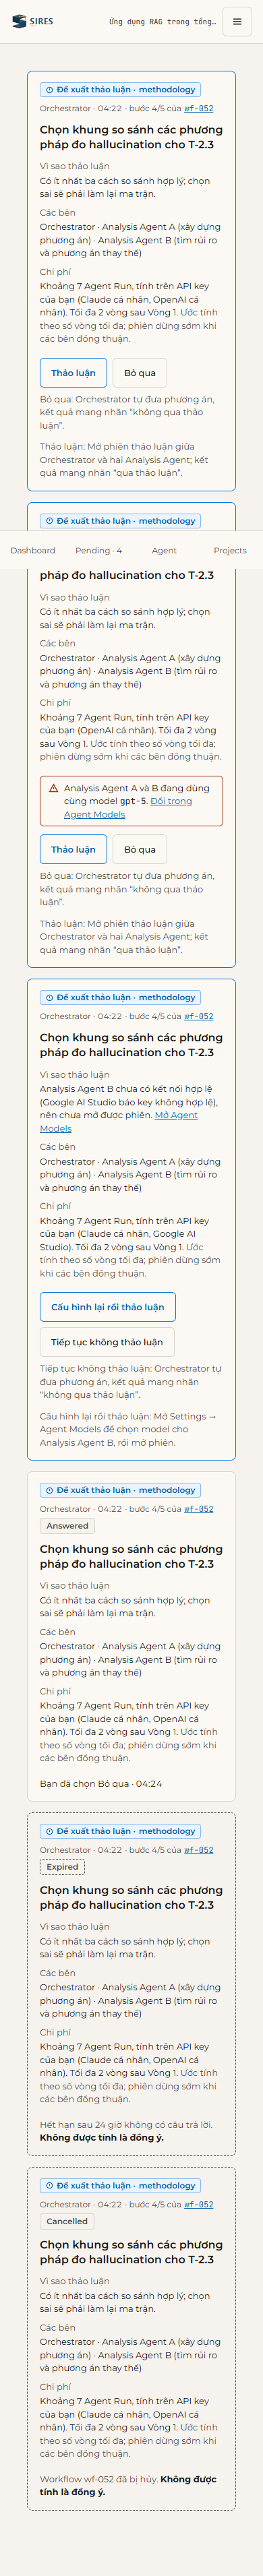 SIRES
Ứng dụng RAG trong tổng…
Đề xuất thảo luận · methodology
Orchestrator · 04:22 · bước 4/5 của wf-052
Chọn khung so sánh các phương
pháp đo hallucination cho T-2.3
Vì sao thảo luận
Có ít nhất ba cách so sánh hợp lý; chọn
sai sẽ phải làm lại ma trận.
Các bên
Orchestrator · Analysis Agent A (xây dựng
phương án) · Analysis Agent B (tìm rủi ro
và phương án thay thế)
Chi phí
Khoảng 7 Agent Run, tính trên API key
của bạn (Claude cá nhân, OpenAI cá
nhân). Tối đa 2 vòng sau Vòng 1. Ước tính
theo số vòng tối đa; phiên dừng sớm khi
các bên đồng thuận.
Thảo luận
Bỏ qua
Bỏ qua: Orchestrator tự đưa phương án,
kết quả mang nhãn “không qua thảo
luận”.
Thảo luận: Mở phiên thảo luận giữa
Orchestrator và hai Analysis Agent; kết
quả mang nhãn “qua thảo luận”.
Đề xuất thảo luận · methodology
Dashboard
Pending · 4
Agent
Projects
pháp đo hallucination cho T-2.3
Vì sao thảo luận
Có ít nhất ba cách so sánh hợp lý; chọn
sai sẽ phải làm lại ma trận.
Các bên
Orchestrator · Analysis Agent A (xây dựng
phương án) · Analysis Agent B (tìm rủi ro
và phương án thay thế)
Chi phí
Khoảng 7 Agent Run, tính trên API key
của bạn (OpenAI cá nhân). Tối đa 2 vòng
sau Vòng 1. Ước tính theo số vòng tối đa;
phiên dừng sớm khi các bên đồng thuận.
Analysis Agent A và B đang dùng
cùng model gpt-5. Đổi trong
Agent Models
Thảo luận
Bỏ qua
Bỏ qua: Orchestrator tự đưa phương án,
kết quả mang nhãn “không qua thảo
luận”.
Thảo luận: Mở phiên thảo luận giữa
Orchestrator và hai Analysis Agent; kết
quả mang nhãn “qua thảo luận”.
Đề xuất thảo luận · methodology
Orchestrator · 04:22 · bước 4/5 của wf-052
Chọn khung so sánh các phương
pháp đo hallucination cho T-2.3
Vì sao thảo luận
Analysis Agent B chưa có kết nối hợp lệ
(Google AI Studio báo key không hợp lệ),
nên chưa mở được phiên. Mở Agent
Models
Các bên
Orchestrator · Analysis Agent A (xây dựng
phương án) · Analysis Agent B (tìm rủi ro
và phương án thay thế)
Chi phí
Khoảng 7 Agent Run, tính trên API key
của bạn (Claude cá nhân, Google AI
Studio). Tối đa 2 vòng sau Vòng 1. Ước
tính theo số vòng tối đa; phiên dừng sớm
khi các bên đồng thuận.
Cấu hình lại rồi thảo luận
Tiếp tục không thảo luận
Tiếp tục không thảo luận: Orchestrator tự
đưa phương án, kết quả mang nhãn
“không qua thảo luận”.
Cấu hình lại rồi thảo luận: Mở Settings →
Agent Models để chọn model cho
Analysis Agent B, rồi mở phiên.
Đề xuất thảo luận · methodology
Orchestrator · 04:22 · bước 4/5 của wf-052
Answered
Chọn khung so sánh các phương
pháp đo hallucination cho T-2.3
Vì sao thảo luận
Có ít nhất ba cách so sánh hợp lý; chọn
sai sẽ phải làm lại ma trận.
Các bên
Orchestrator · Analysis Agent A (xây dựng
phương án) · Analysis Agent B (tìm rủi ro
và phương án thay thế)
Chi phí
Khoảng 7 Agent Run, tính trên API key
của bạn (Claude cá nhân, OpenAI cá
nhân). Tối đa 2 vòng sau Vòng 1. Ước tính
theo số vòng tối đa; phiên dừng sớm khi
các bên đồng thuận.
Bạn đã chọn Bỏ qua · 04:24
Đề xuất thảo luận · methodology
Orchestrator · 04:22 · bước 4/5 của wf-052
Expired
Chọn khung so sánh các phương
pháp đo hallucination cho T-2.3
Vì sao thảo luận
Có ít nhất ba cách so sánh hợp lý; chọn
sai sẽ phải làm lại ma trận.
Các bên
Orchestrator · Analysis Agent A (xây dựng
phương án) · Analysis Agent B (tìm rủi ro
và phương án thay thế)
Chi phí
Khoảng 7 Agent Run, tính trên API key
của bạn (Claude cá nhân, OpenAI cá
nhân). Tối đa 2 vòng sau Vòng 1. Ước tính
theo số vòng tối đa; phiên dừng sớm khi
các bên đồng thuận.
Hết hạn sau 24 giờ không có câu trả lời.
Không được tính là đồng ý.
Đề xuất thảo luận · methodology
Orchestrator · 04:22 · bước 4/5 của wf-052
Cancelled
Chọn khung so sánh các phương
pháp đo hallucination cho T-2.3
Vì sao thảo luận
Có ít nhất ba cách so sánh hợp lý; chọn
sai sẽ phải làm lại ma trận.
Các bên
Orchestrator · Analysis Agent A (xây dựng
phương án) · Analysis Agent B (tìm rủi ro
và phương án thay thế)
Chi phí
Khoảng 7 Agent Run, tính trên API key
của bạn (Claude cá nhân, OpenAI cá
nhân). Tối đa 2 vòng sau Vòng 1. Ước tính
theo số vòng tối đa; phiên dừng sớm khi
các bên đồng thuận.
Workflow wf-052 đã bị hủy. Không được
tính là đồng ý.